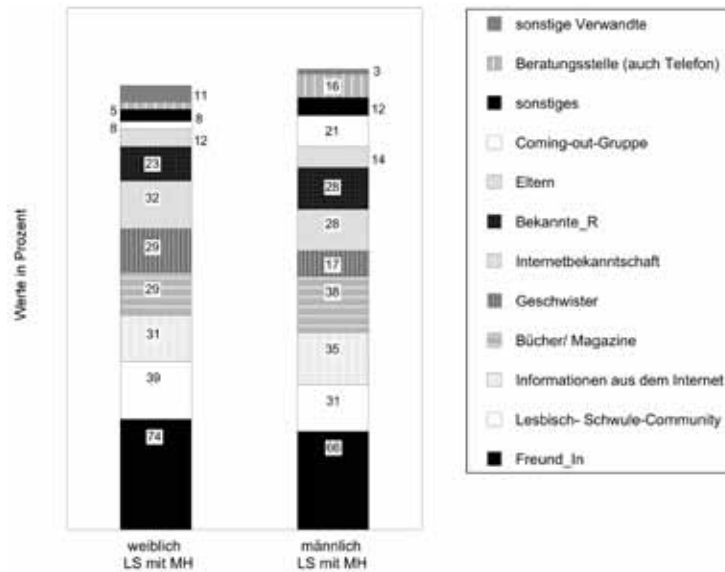 Werte in Prozent
11
5
8
8
12
23
32
29
29
31
39
74
weiblich
LS mit MH
3
16
12
21
14
28
28
17
38
35
31
66
männlich
LS mit MH
sonstige Verwandte
Beratungsstelle (auch Telefon)
sonstiges
Coming-out-Gruppe
Eltern
Bekannte_R
Internetbekanntschaft
Geschwister
Bücher/ Magazine
Informationen aus dem Internet
Lesbisch- Schwule-Community
Freund_In